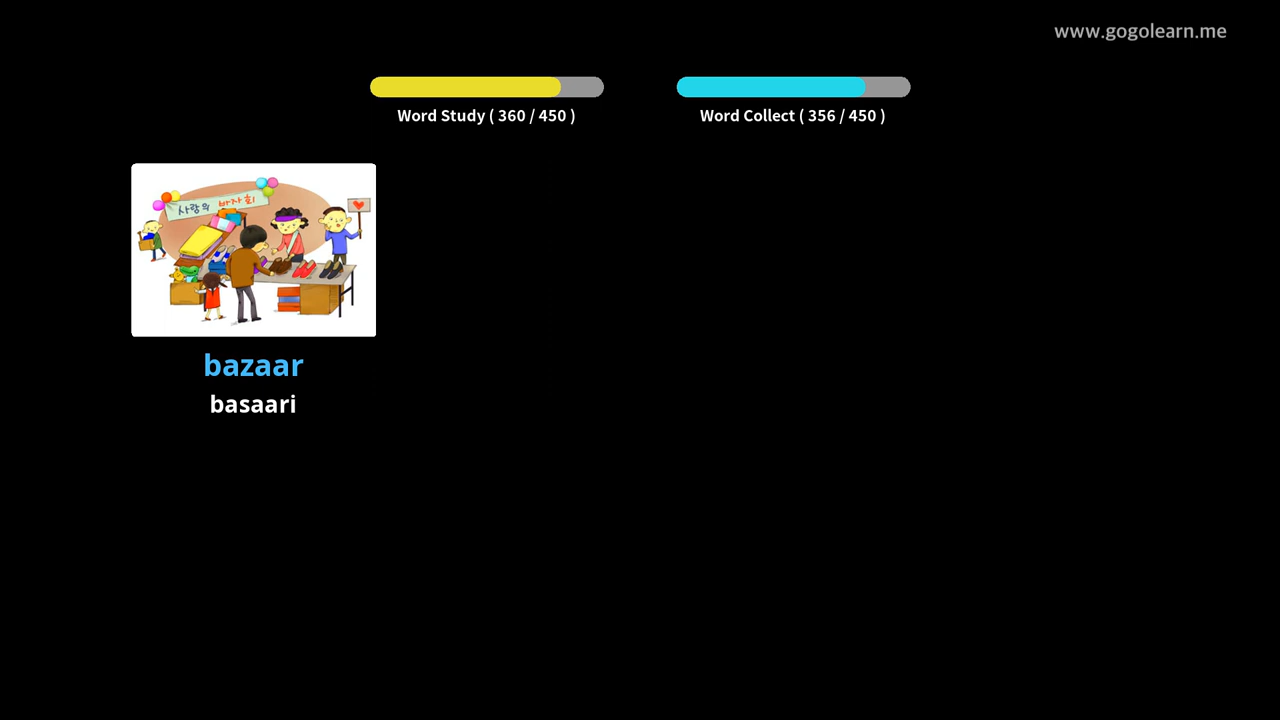 www.gogolearn.me
Word Study ( 360 / 450 )
Word Collect ( 356 / 450 )
사랑의 바자회
bazaar
basaari